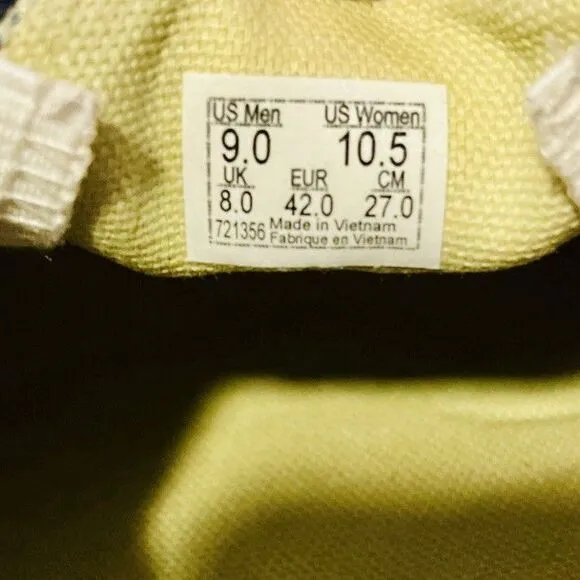 US Men US Women
9.0 10.5
UK EUR CM
8.0 42.0 27.0
721356 Made in Vietnam
Fabrique en Vietnam